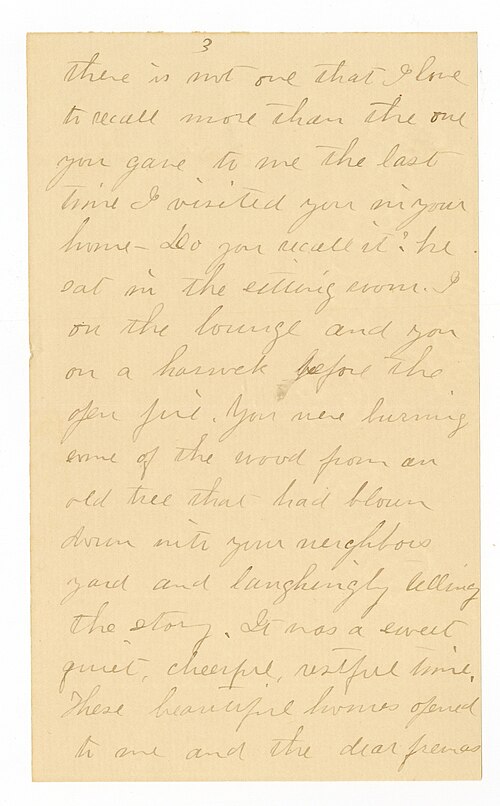 3
there is not one that I love
to recall more than the one
you gave to me the last
time I visited you in your
home - Do you recall it? We
sat in the sitting room. I
on the lounge and you
on a hassock before the
open fire. You were burning
some of the wood from an
old tree that had blown
down into your neighbors
yard and laughingly telling
the story. It was a sweet
quiet, cheerful, restful time.
These beautiful homes opened
to me and the dear friends